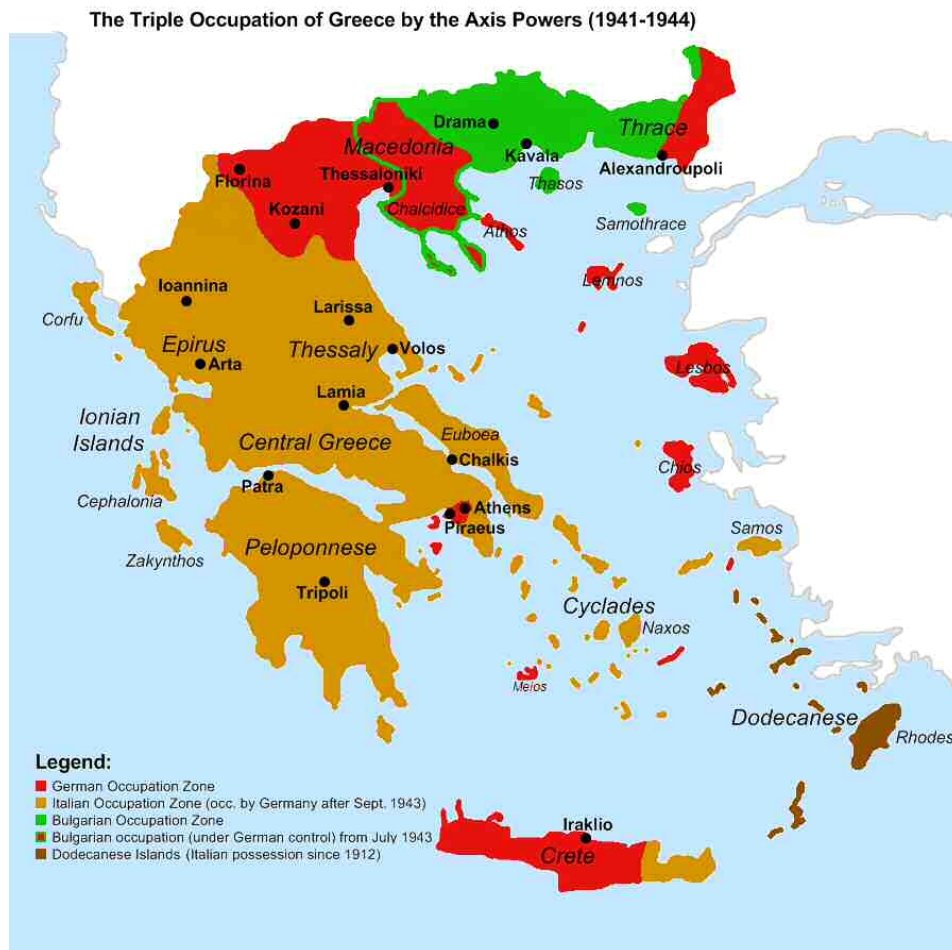 The Triple Occupation of Greece by the Axis Powers (1941-1944)
Drama
Thrace
Macedonia
Kavala
Alexandroupoli
Florina
Thessaloniki
Thasos
Kozani
Chalcidice
Samothrace
Athos
Lemnos
Ioannina
Larissa
Corfu
Epirus
Thessaly
Volos
Arta
Lesbos
Lamia
Ionian
Islands
Central Greece
Euboea
Chalkis
Chios
Patra
Cephalonia
Athens
Piraeus
Samos
Zakynthos
Peloponnese
Tripoli
Cyclades
Naxos
Melos
Dodecanese
Rhodes
Legend:
German Occupation Zone
Italian Occupation Zone (occ. by Germany after Sept. 1943)
Bulgarian Occupation Zone
Bulgarian occupation (under German control) from July 1943
Dodecanese Islands (Italian possession since 1912)
Iraklio
Crete